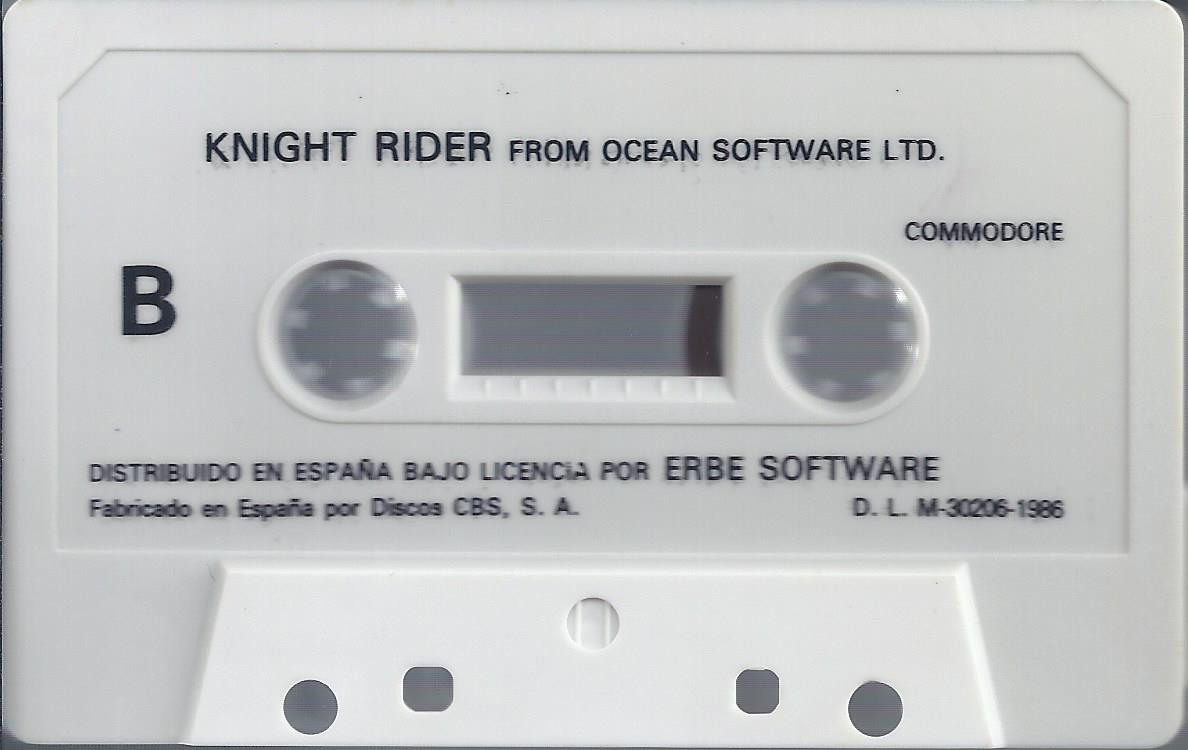 KNIGHT RIDER FROM OCEAN SOFTWARE LTD.
COMMODORE
B
DISTRIBUIDO EN ESPAÑA BAJO LICENCiA POR ERBE SOFTWARE
Fabricado en España por Discos CBS, S. A. D. L. M-30206-1986